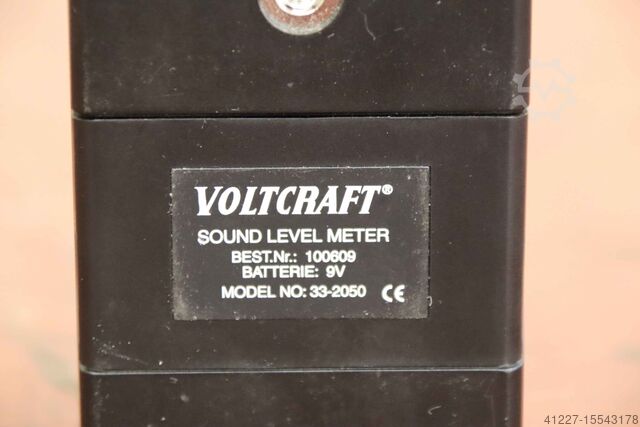 VOLTCRAFT®
SOUND LEVEL METER
BEST.Nr.: 100609
BATTERIE: 9V
MODEL NO: 33-2050 CE
41227-15543178